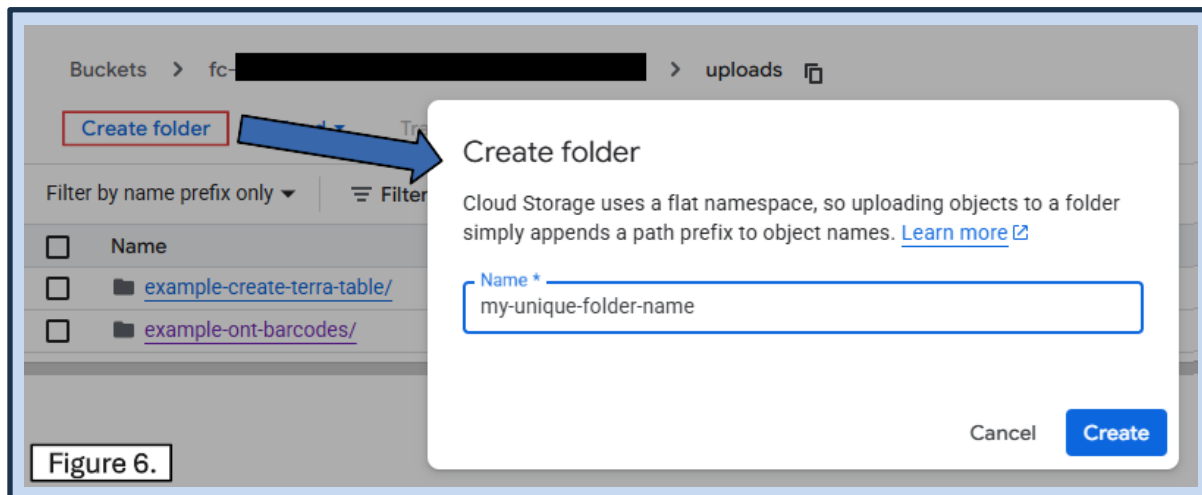 Buckets > fc- > uploads
Create folder
Filter by name prefix only
Filter
Name
example-create-terra-table/
example-ont-barcodes/
Create folder
Cloud Storage uses a flat namespace, so uploading objects to a folder
simply appends a path prefix to object names. Learn more
Name *
my-unique-folder-name
Cancel
Create
Figure 6.